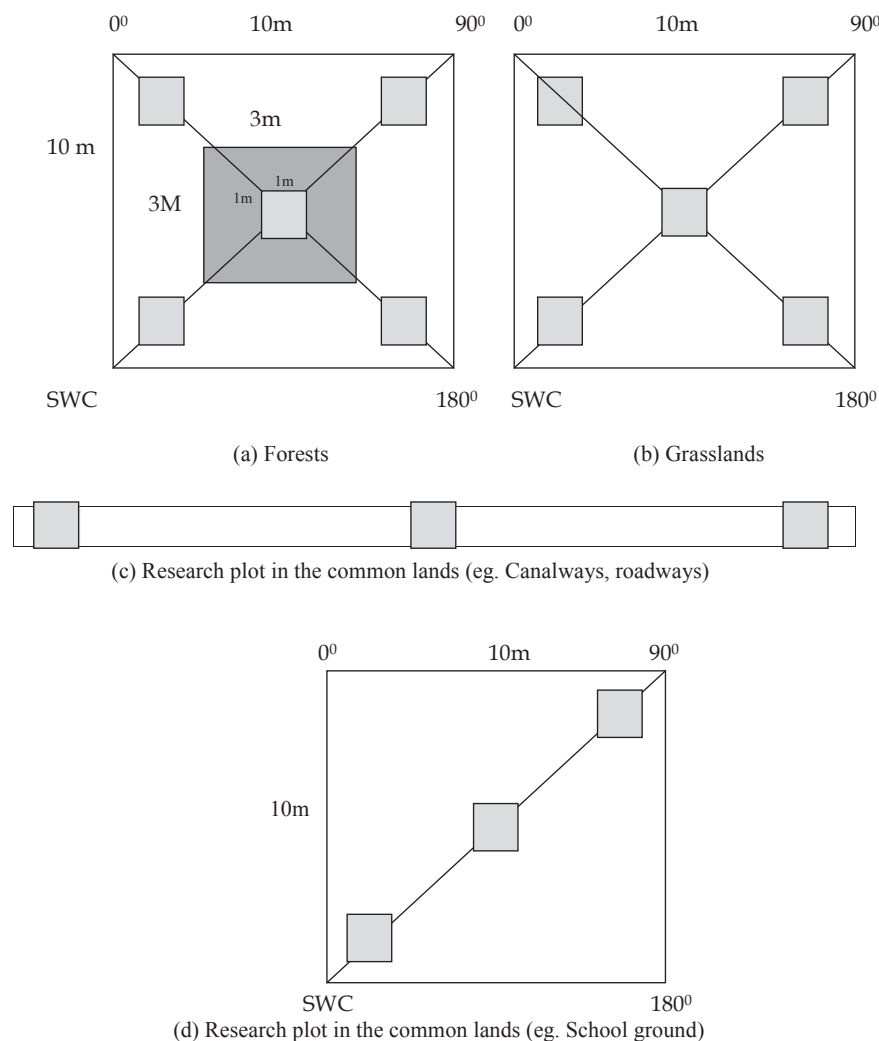 0⁰ 10m 90⁰ 0⁰ 10m 90⁰
3m
10 m
1m
3M 1m
SWC 180⁰ SWC 180⁰
(a) Forests (b) Grasslands
(c) Research plot in the common lands (eg. Canalways, roadways)
0⁰ 10m 90⁰
10m
SWC 180⁰
(d) Research plot in the common lands (eg. School ground)